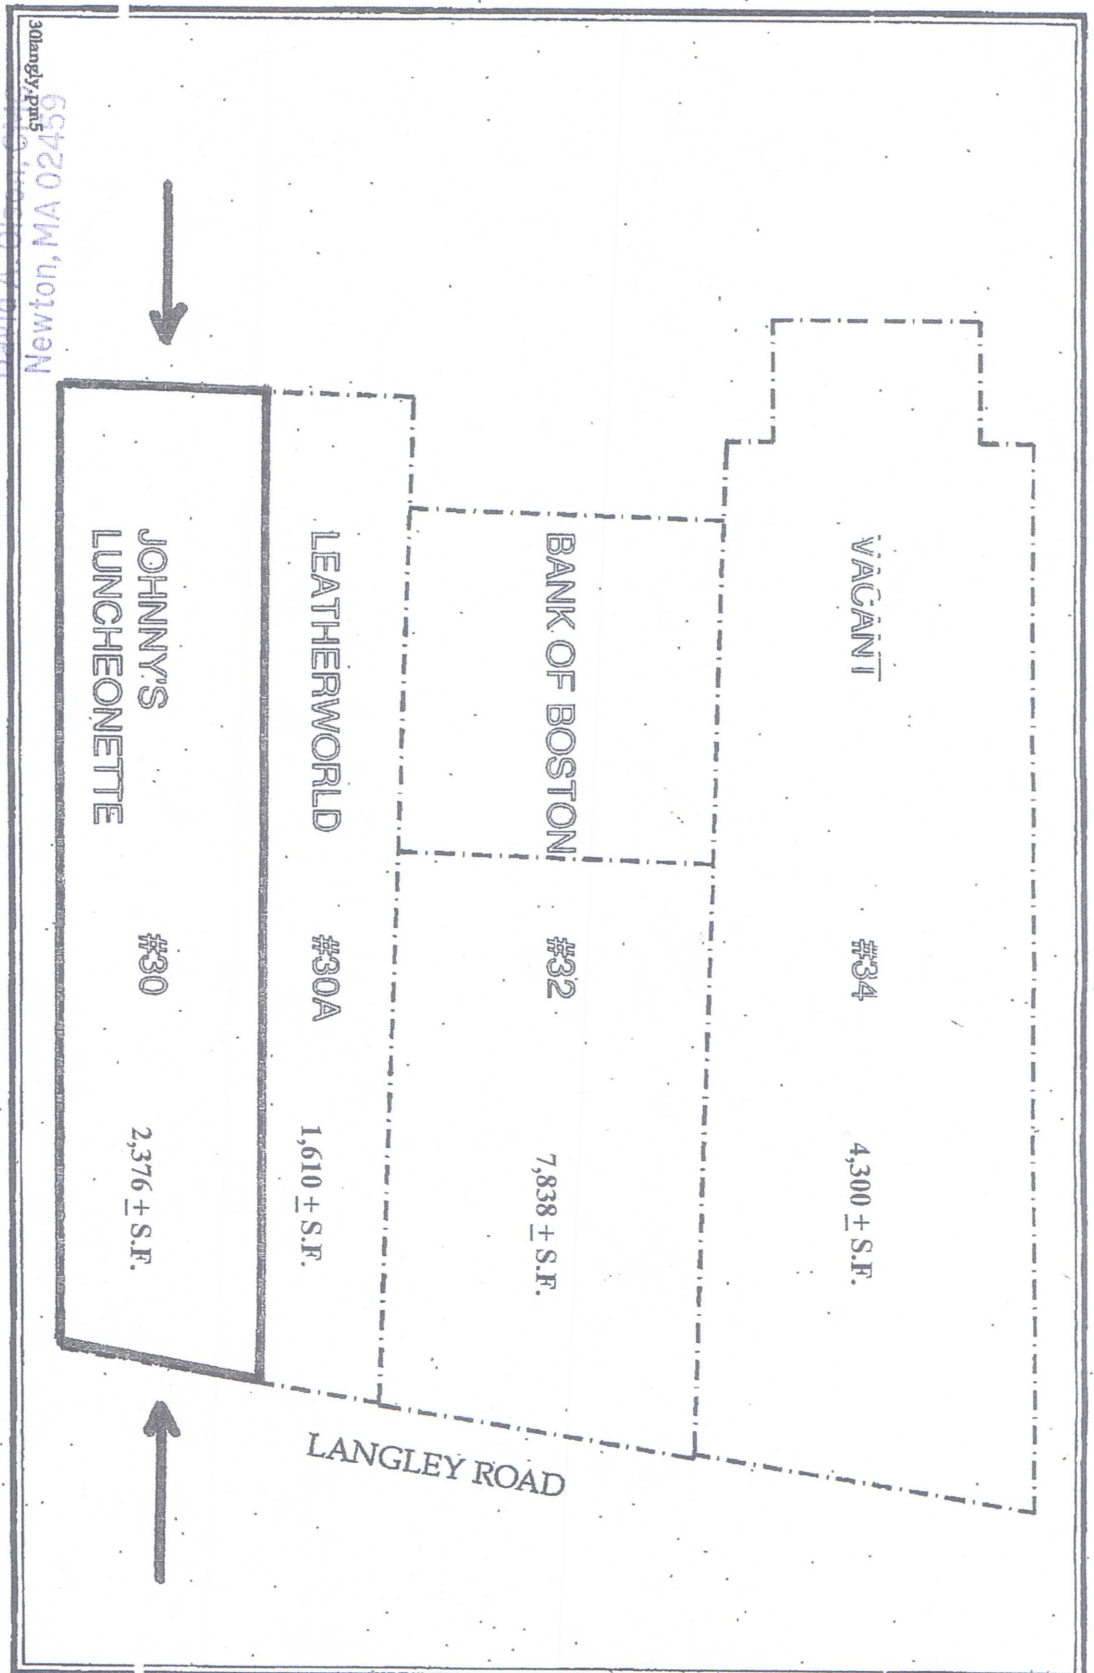 VACANT #34 4,300 ± S.F.
BANK OF BOSTON #32 7,838 ± S.F.
LEATHERWORLD #30A 1,610 ± S.F.
JOHNNY'S
LUNCHEONETTE #30 2,376 ± S.F.
LANGLEY ROAD
30langly.pm5
Newton, MA 02459